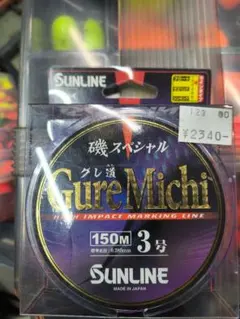 SUNLINE
¥2340-
磯スペシャル
グレ道
Gure Michi
HIGH IMPACT MARKING LINE
150M 3号
SUNLINE
MADE IN JAPAN